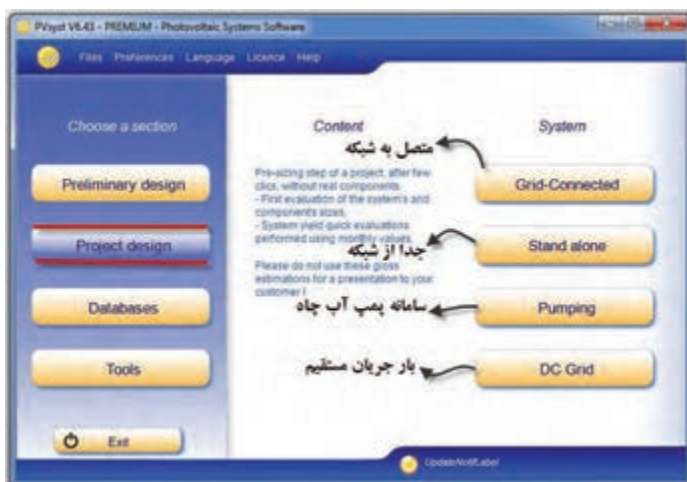 PVsyst V6.43 - PREMIUM - Photovoltaic Systems Software
Files Preferences Language Licence Help
Choose a section
Content
System
Preliminary design
Project design
Databases
Tools
Exit
متصل به شبکه
Pre-sizing step of a project, after few
click, without real components.
- First evaluation of the system's and
components sizes,
- System yield quick evaluations
performed using monthly values
جدا از شبکه
Please do not use these gross
estimations for a presentation to your
customer !
سامانه پمپ آب چاه
بار جریان مستقیم
Grid-Connected
Stand alone
Pumping
DC Grid
UpdateNotifLabel